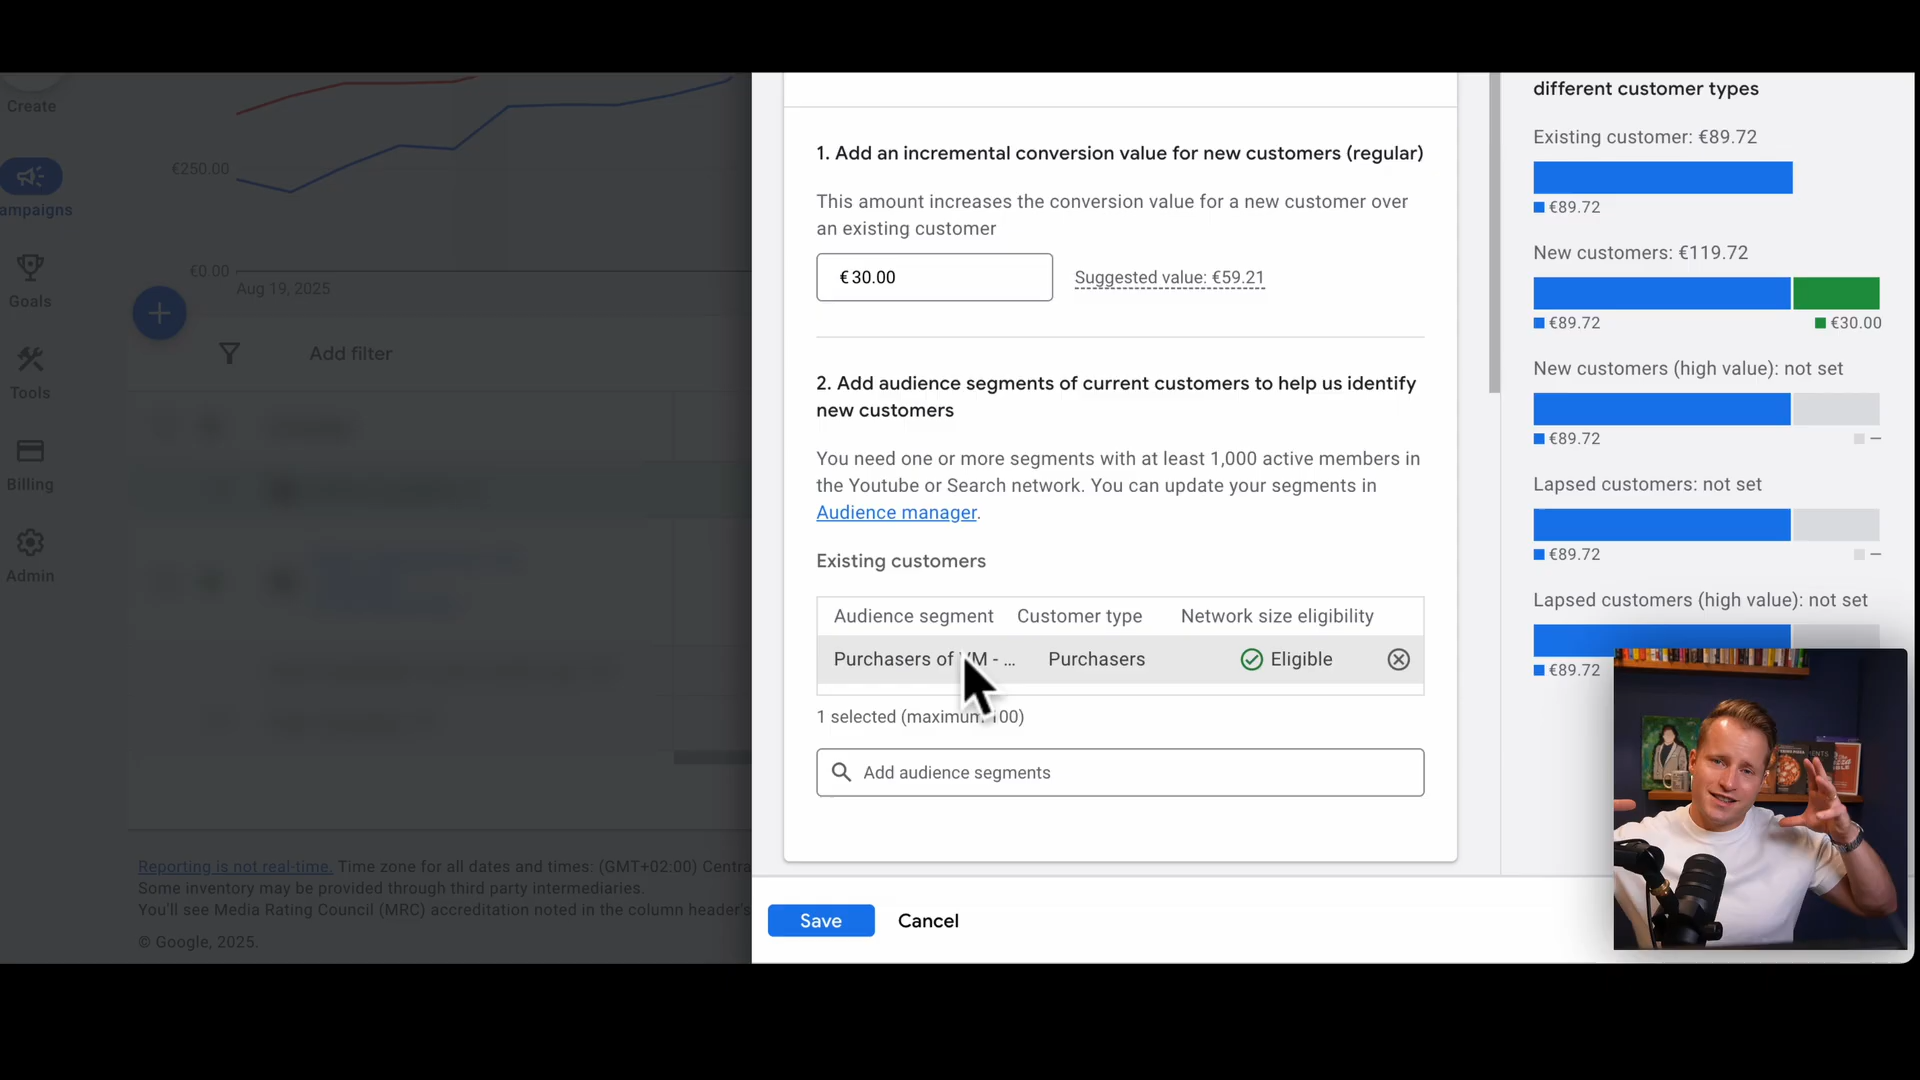 Create
ampaigns
Goals
Tools
Billing
Admin
€250.00
€0.00
Aug 19, 2025
Add filter
Reporting is not real-time. Time zone for all dates and times: (GMT+02:00) Centra
Some inventory may be provided through third party intermediaries.
You'll see Media Rating Council (MRC) accreditation noted in the column header's
© Google, 2025.
1. Add an incremental conversion value for new customers (regular)
This amount increases the conversion value for a new customer over
an existing customer
€ 30.00
Suggested value: €59.21
2. Add audience segments of current customers to help us identify
new customers
You need one or more segments with at least 1,000 active members in
the Youtube or Search network. You can update your segments in
Audience manager.
Existing customers
Audience segment Customer type Network size eligibility
Purchasers of VM - ... Purchasers Eligible
1 selected (maximum 100)
Add audience segments
Save Cancel
different customer types
Existing customer: €89.72
€89.72
New customers: €119.72
€89.72 €30.00
New customers (high value): not set
€89.72 –
Lapsed customers: not set
€89.72 –
Lapsed customers (high value): not set
€89.72